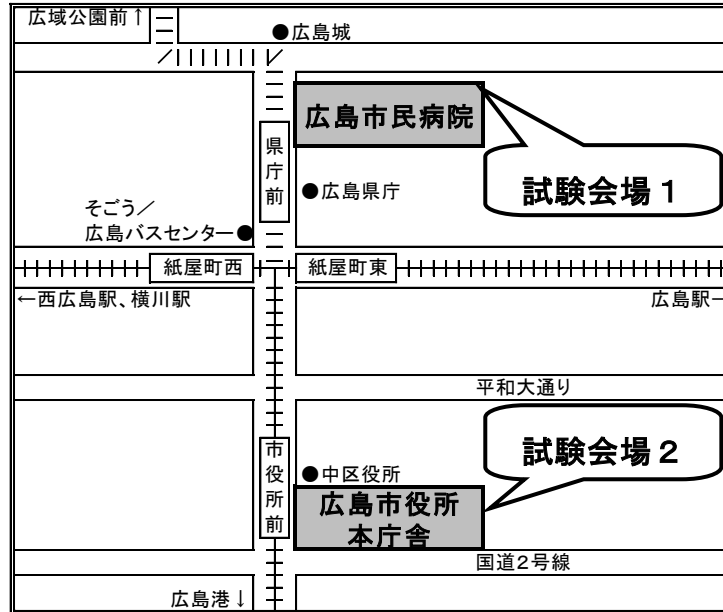 広域公園前↑
●広島城
広島市民病院
試験会場1
県庁前
●広島県庁
そごう／
広島バスセンター●
紙屋町西
紙屋町東
←西広島駅、横川駅
広島駅→
平和大通り
試験会場2
市役所前
●中区役所
広島市役所
本庁舎
国道2号線
広島港↓